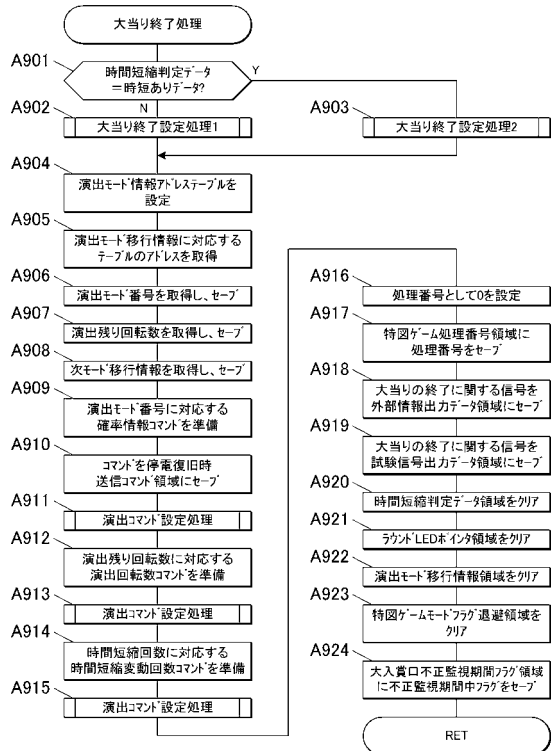 大当り終了処理
A901
時間短縮判定データ
＝時短ありデータ?
Y
N
A902
大当り終了設定処理1
A903
大当り終了設定処理2
A904
演出モード情報アドレステーブルを
設定
A905
演出モード移行情報に対応する
テーブルのアドレスを取得
A906
演出モード番号を取得し、セーブ
A907
演出残り回転数を取得し、セーブ
A908
次モード移行情報を取得し、セーブ
A909
演出モード番号に対応する
確率情報コマンドを準備
A910
コマンドを停電復旧時
送信コマンド領域にセーブ
A911
演出コマンド設定処理
A912
演出残り回転数に対応する
演出回転数コマンドを準備
A913
演出コマンド設定処理
A914
時間短縮回数に対応する
時間短縮変動回数コマンドを準備
A915
演出コマンド設定処理
A916
処理番号として0を設定
A917
特図ゲーム処理番号領域に
処理番号をセーブ
A918
大当りの終了に関する信号を
外部情報出力データ領域にセーブ
A919
大当りの終了に関する信号を
試験信号出力データ領域にセーブ
A920
時間短縮判定データ領域をクリア
A921
ラウンドLEDポインタ領域をクリア
A922
演出モード移行情報領域をクリア
A923
特図ゲームモードフラグ退避領域を
クリア
A924
大入賞口不正監視期間フラグ領域
に不正監視期間中フラグをセーブ
RET